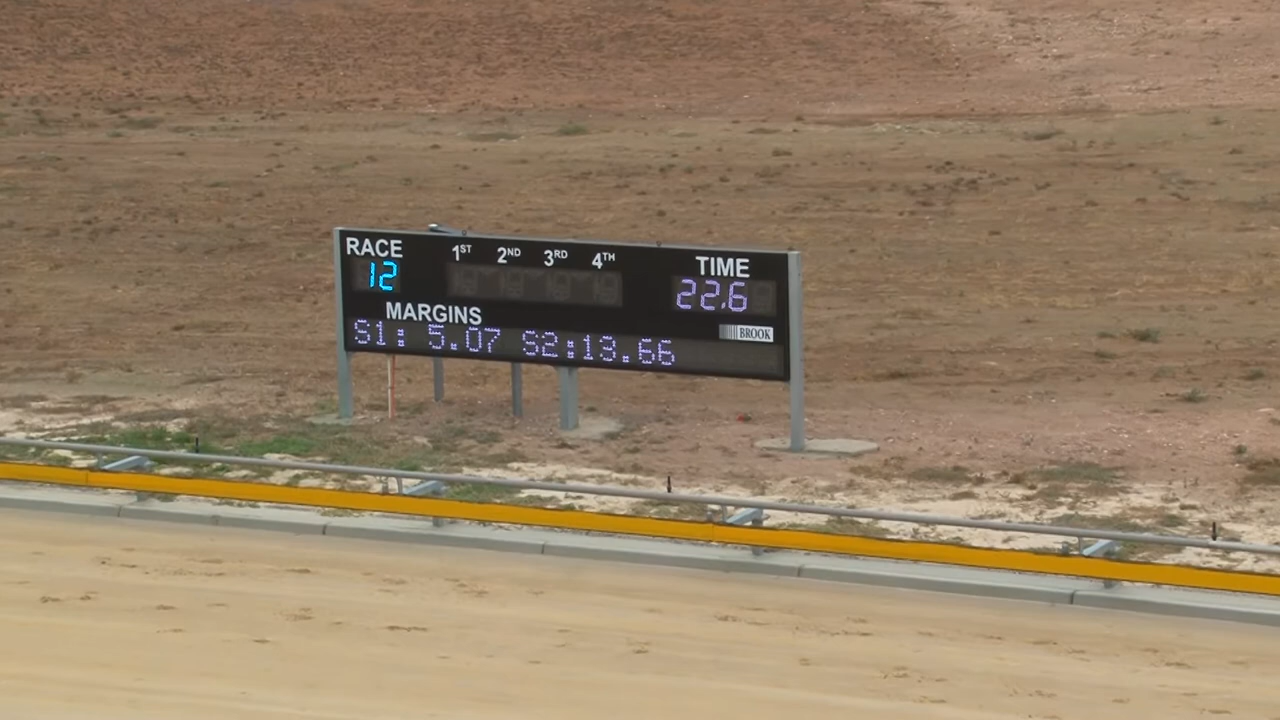 RACE 1ST 2ND 3RD 4TH TIME
12 22.6
MARGINS
BROOK
S1: 5.07 S2:13.66